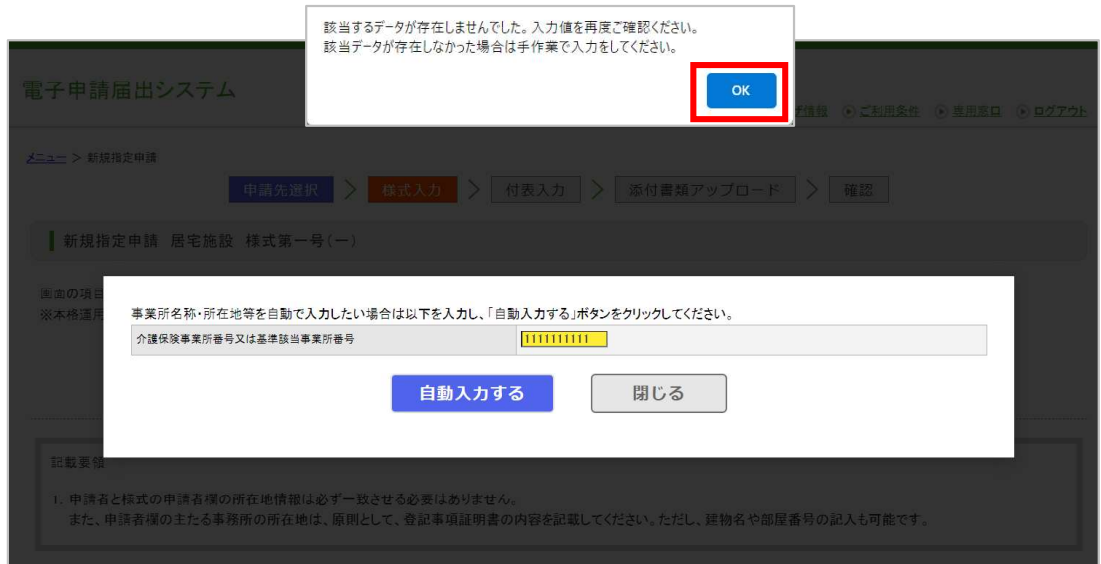 該当するデータが存在しませんでした。入力値を再度ご確認ください。
該当データが存在しなかった場合は手作業で入力をしてください。
OK
電子申請届出システム
ご利用条件 専用窓口 ログアウト
メニュー > 新規指定申請
申請先選択 > 様式入力 > 付表入力 > 添付書類アップロード > 確認
新規指定申請 居宅施設 様式第一号(一)
画面の項目
※本格運用
事業所名称・所在地等を自動で入力したい場合は以下を入力し、「自動入力する」ボタンをクリックしてください。
介護保険事業所番号又は基準該当事業所番号 1111111111
自動入力する 閉じる
記載要領
1. 申請者と様式の申請者欄の所在地情報は必ず一致させる必要はありません。
また、申請者欄の主たる事務所の所在地は、原則として、登記事項証明書の内容を記載してください。ただし、建物名や部屋番号の記入も可能です。